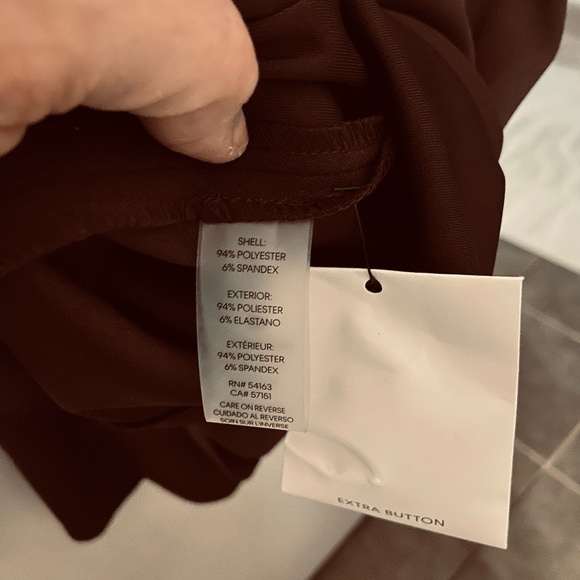 SHELL:
94% POLYESTER
6% SPANDEX
EXTERIOR:
94% POLIESTER
6% ELASTANO
EXTÉRIEUR:
94% POLYESTER
6% SPANDEX
RN# 54163
CA# 57151
CARE ON REVERSE
CUIDADO AL REVERSO
SOIN SUR L'INVERSE
EXTRA BUTTON